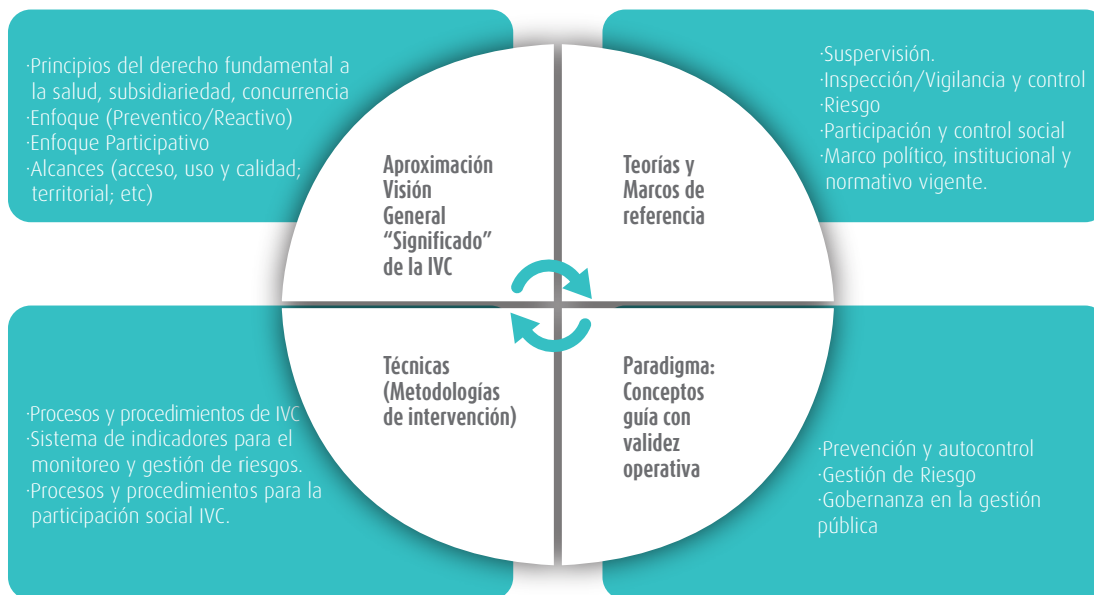 ·Principios del derecho fundamental a
la salud, subsidiariedad, concurrencia
·Enfoque (Preventico/Reactivo)
·Enfoque Participativo
·Alcances (acceso, uso y calidad;
territorial; etc)
Aproximación
Visión
General
“Significado”
de la IVC
Teorías y
Marcos de
referencia
·Suspervisión.
·Inspección/Vigilancia y control
·Riesgo
·Participación y control social
·Marco político, institucional y
normativo vigente.
·Procesos y procedimientos de IVC
·Sistema de indicadores para el
monitoreo y gestión de riesgos.
·Procesos y procedimientos para la
participación social IVC.
Técnicas
(Metodologías
de intervención)
Paradigma:
Conceptos
guía con
validez
operativa
·Prevención y autocontrol
·Gestión de Riesgo
·Gobernanza en la gestión
pública